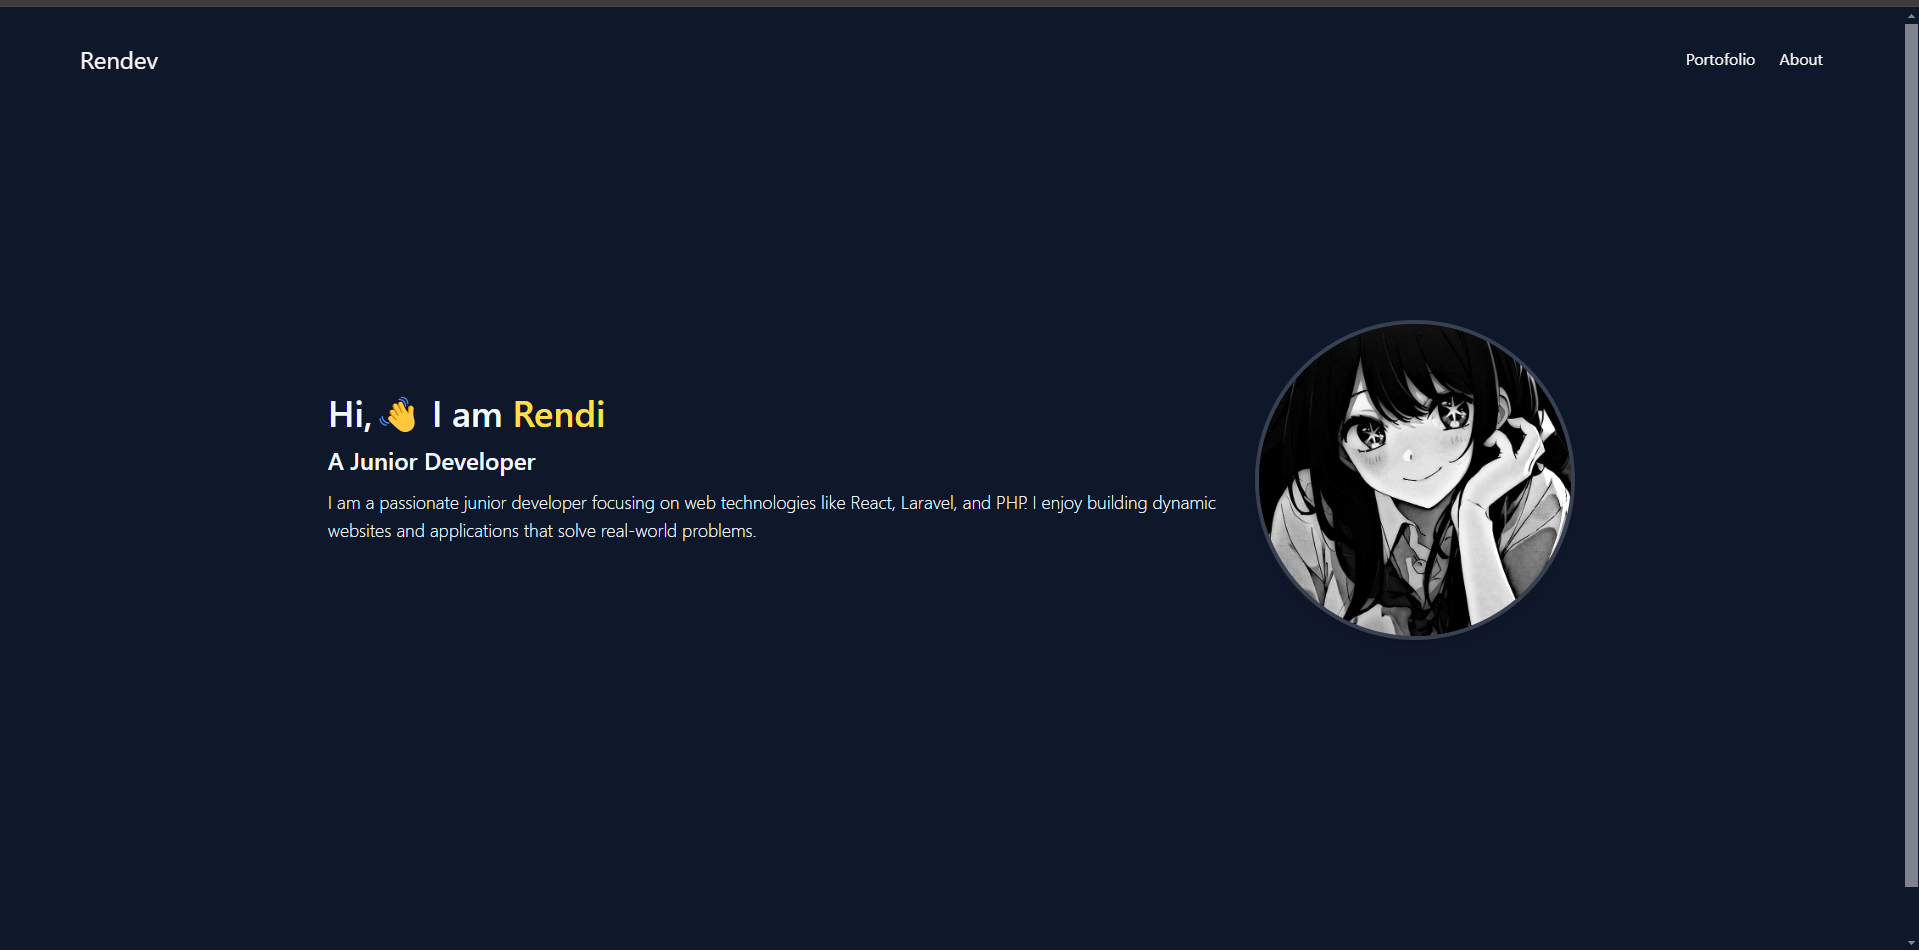 Rendev
Portofolio About
Hi,👋 I am Rendi
A Junior Developer
I am a passionate junior developer focusing on web technologies like React, Laravel, and PHP. I enjoy building dynamic
websites and applications that solve real-world problems.